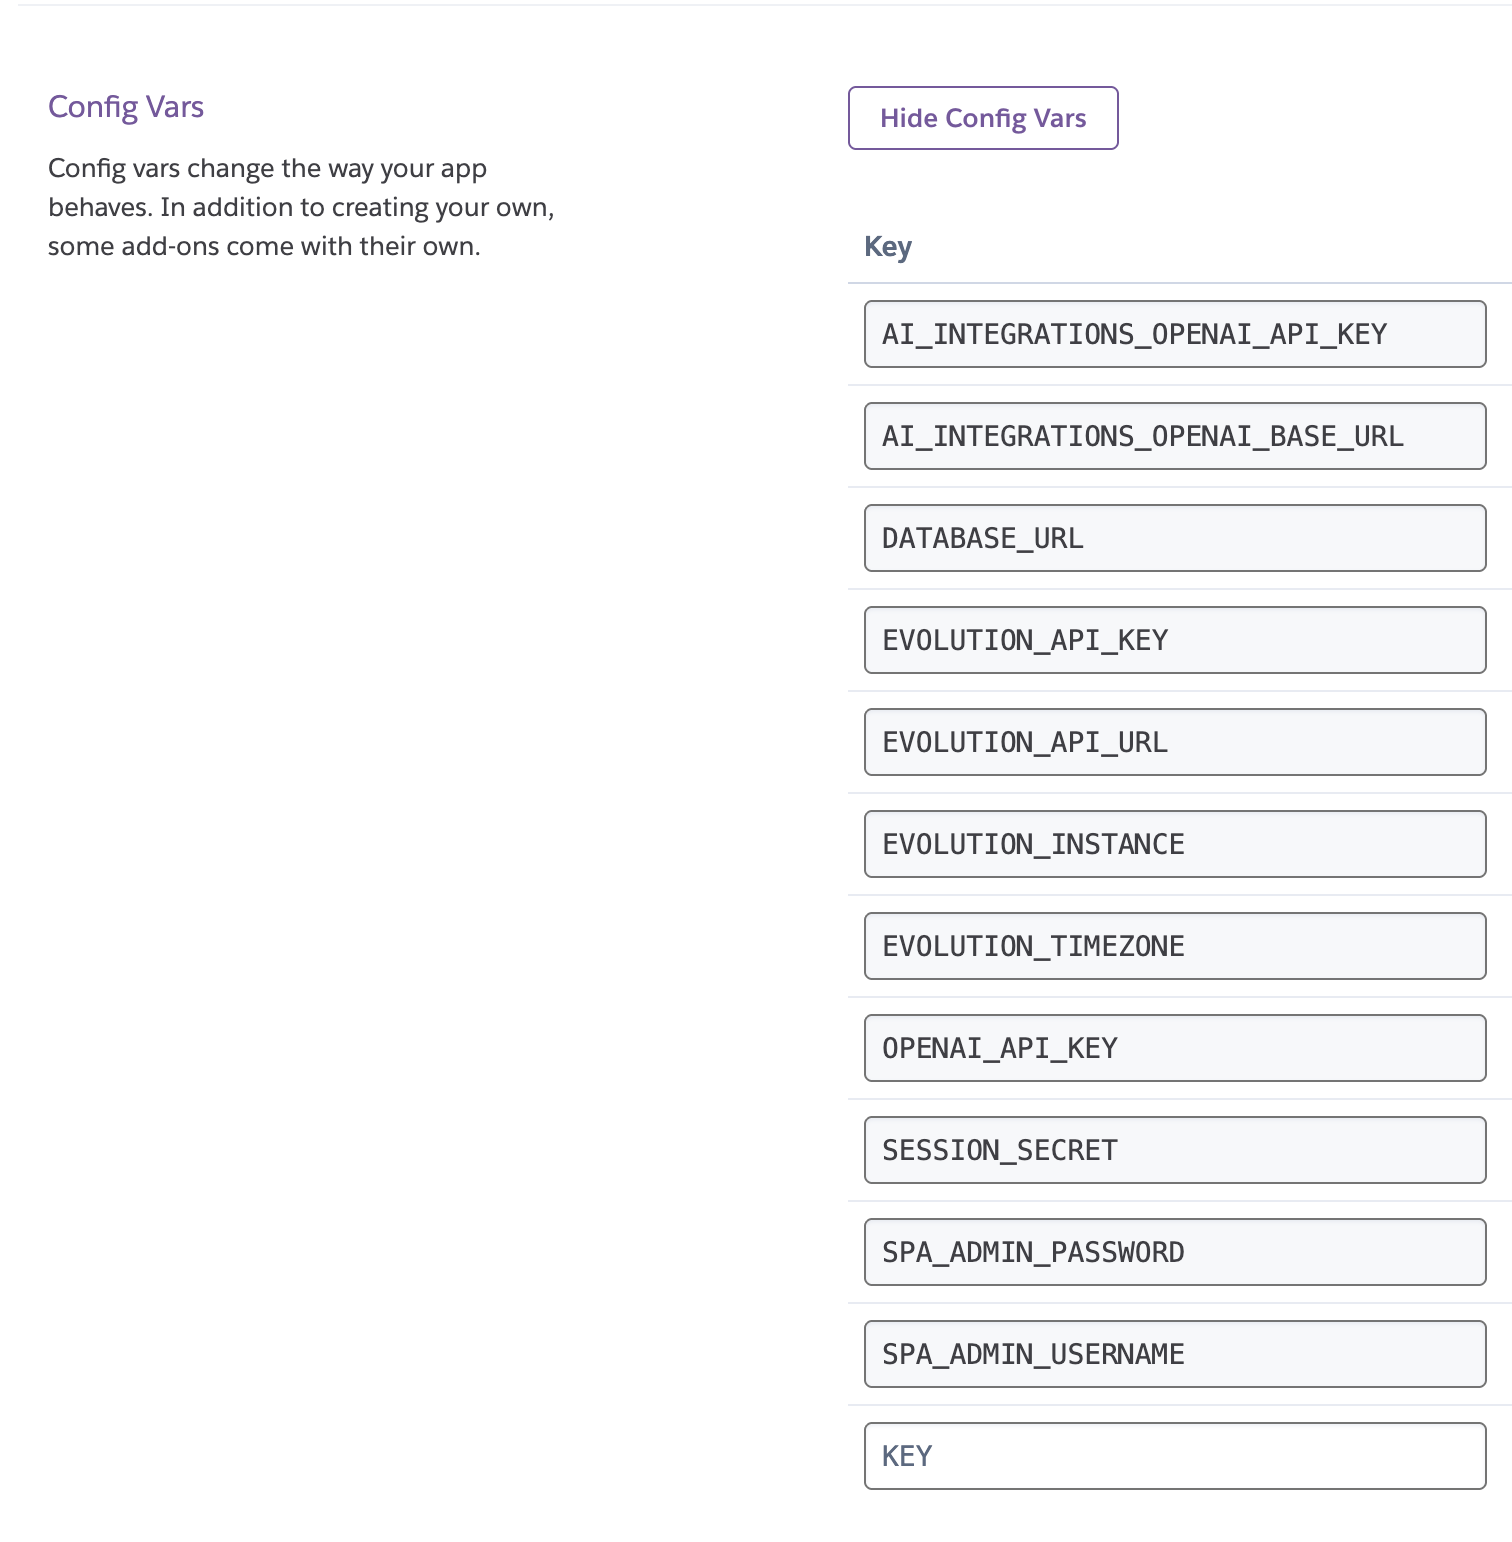 Config Vars
Config vars change the way your app
behaves. In addition to creating your own,
some add-ons come with their own.
Hide Config Vars
Key
AI_INTEGRATIONS_OPENAI_API_KEY
AI_INTEGRATIONS_OPENAI_BASE_URL
DATABASE_URL
EVOLUTION_API_KEY
EVOLUTION_API_URL
EVOLUTION_INSTANCE
EVOLUTION_TIMEZONE
OPENAI_API_KEY
SESSION_SECRET
SPA_ADMIN_PASSWORD
SPA_ADMIN_USERNAME
KEY